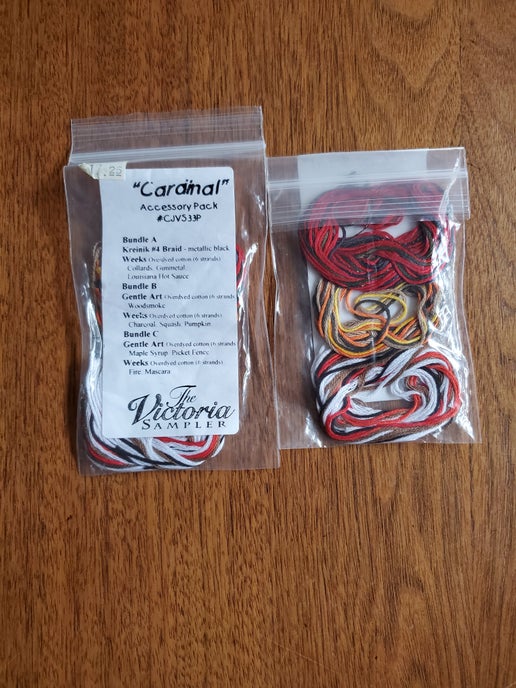 "Cardinal"
Accessory Pack
#CJV533P
Bundle A
Kreinik #4 Braid - metallic black
Weeks Overdyed cotton (6 strands)
Collards, Gunmetal,
Louisiana Hot Sauce
Bundle B
Gentle Art Overdyed cotton (6 strands
Woodsmoke
Weeks Overdyed cotton (6 strands)
Charcoal, Squash, Pumpkin
Bundle C
Gentle Art Overdyed cotton (6 strands
Maple Syrup, Picket Fence
Weeks Overdyed cotton (6 strands)
Fire, Mascara
The
Victoria
SAMPLER